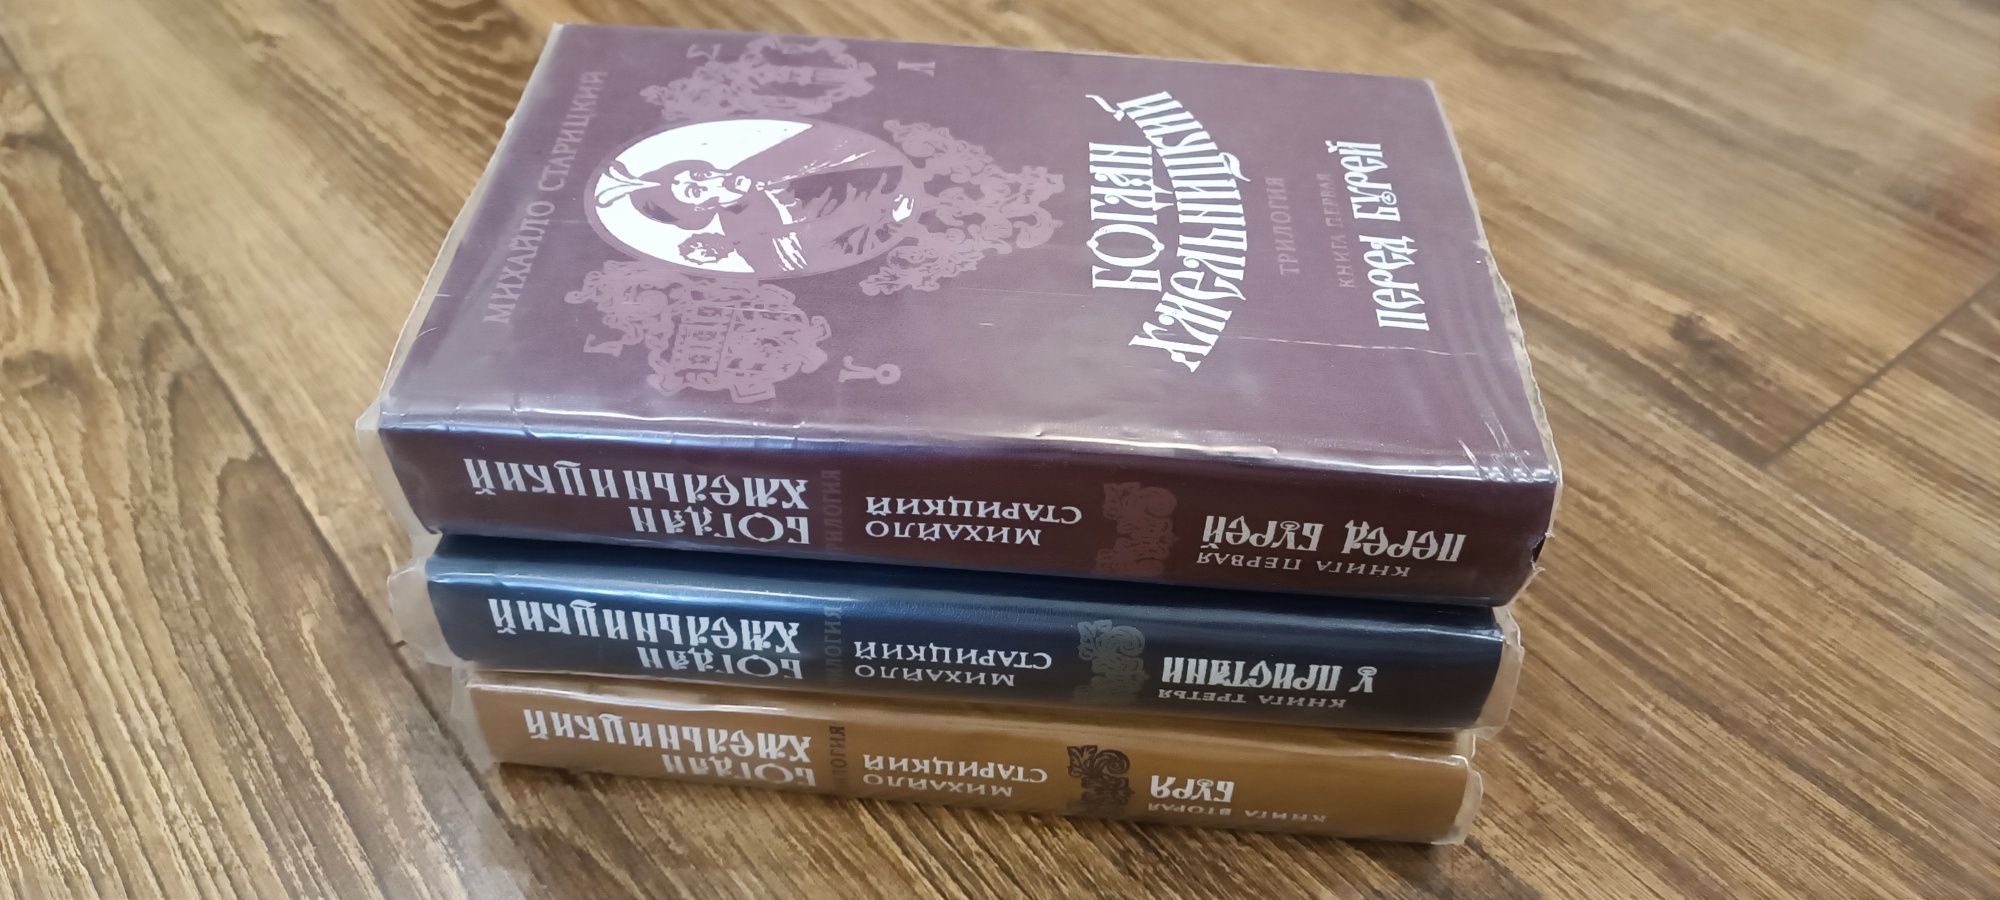 МИХАЙЛО СТАРИЦКИЙ
Б
Г
Σ
Л
БОГДАН
ХМЕЛЬНИЦКИЙ
ТРИЛОГИЯ
КНИГА ПЕРВАЯ
ПЕРЕД БУРЕЙ
БОГДАН
ХМЕЛЬНИЦКИЙ
ТРИЛОГИЯ
МИХАЙЛО
СТАРИЦКИЙ
КНИГА ПЕРВАЯ
ПЕРЕД БУРЕЙ
БОГДАН
ХМЕЛЬНИЦКИЙ
ТРИЛОГИЯ
МИХАЙЛО
СТАРИЦКИЙ
КНИГА ТРЕТЬЯ
У ПРИСТАНИ
БОГДАН
ХМЕЛЬНИЦКИЙ
ТРИЛОГИЯ
МИХАЙЛО
СТАРИЦКИЙ
КНИГА ВТОРАЯ
БУРЯ